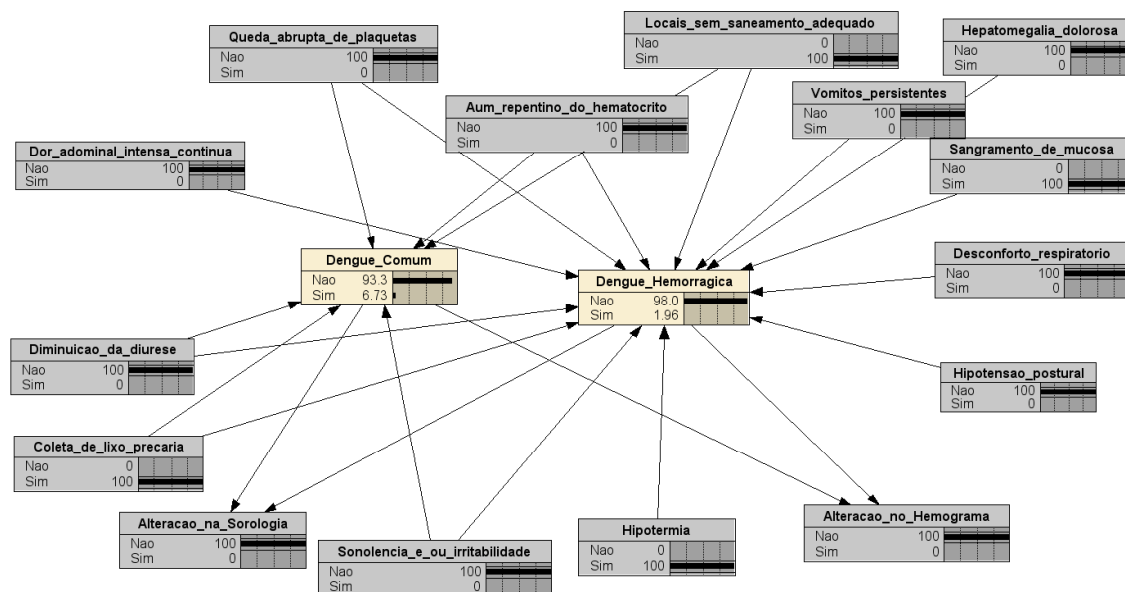 Queda_abrupta_de_plaquetas
Nao 100
Sim 0
Locais_sem_saneamento_adequado
Nao 0
Sim 100
Hepatomegalia_dolorosa
Nao 100
Sim 0
Aum_repentino_do_hematocrito
Nao 100
Sim 0
Vomitos_persistentes
Nao 100
Sim 0
Dor_adominal_intensa_continua
Nao 100
Sim 0
Sangramento_de_mucosa
Nao 0
Sim 100
Dengue_Comum
Nao 93.3
Sim 6.73
Dengue_Hemorragica
Nao 98.0
Sim 1.96
Desconforto_respiratorio
Nao 100
Sim 0
Diminuicao_da_diurese
Nao 100
Sim 0
Hipotensao_postural
Nao 100
Sim 0
Coleta_de_lixo_precaria
Nao 0
Sim 100
Alteracao_na_Sorologia
Nao 100
Sim 0
Sonolencia_e_ou_irritabilidade
Nao 100
Sim 0
Hipotermia
Nao 0
Sim 100
Alteracao_no_Hemograma
Nao 100
Sim 0